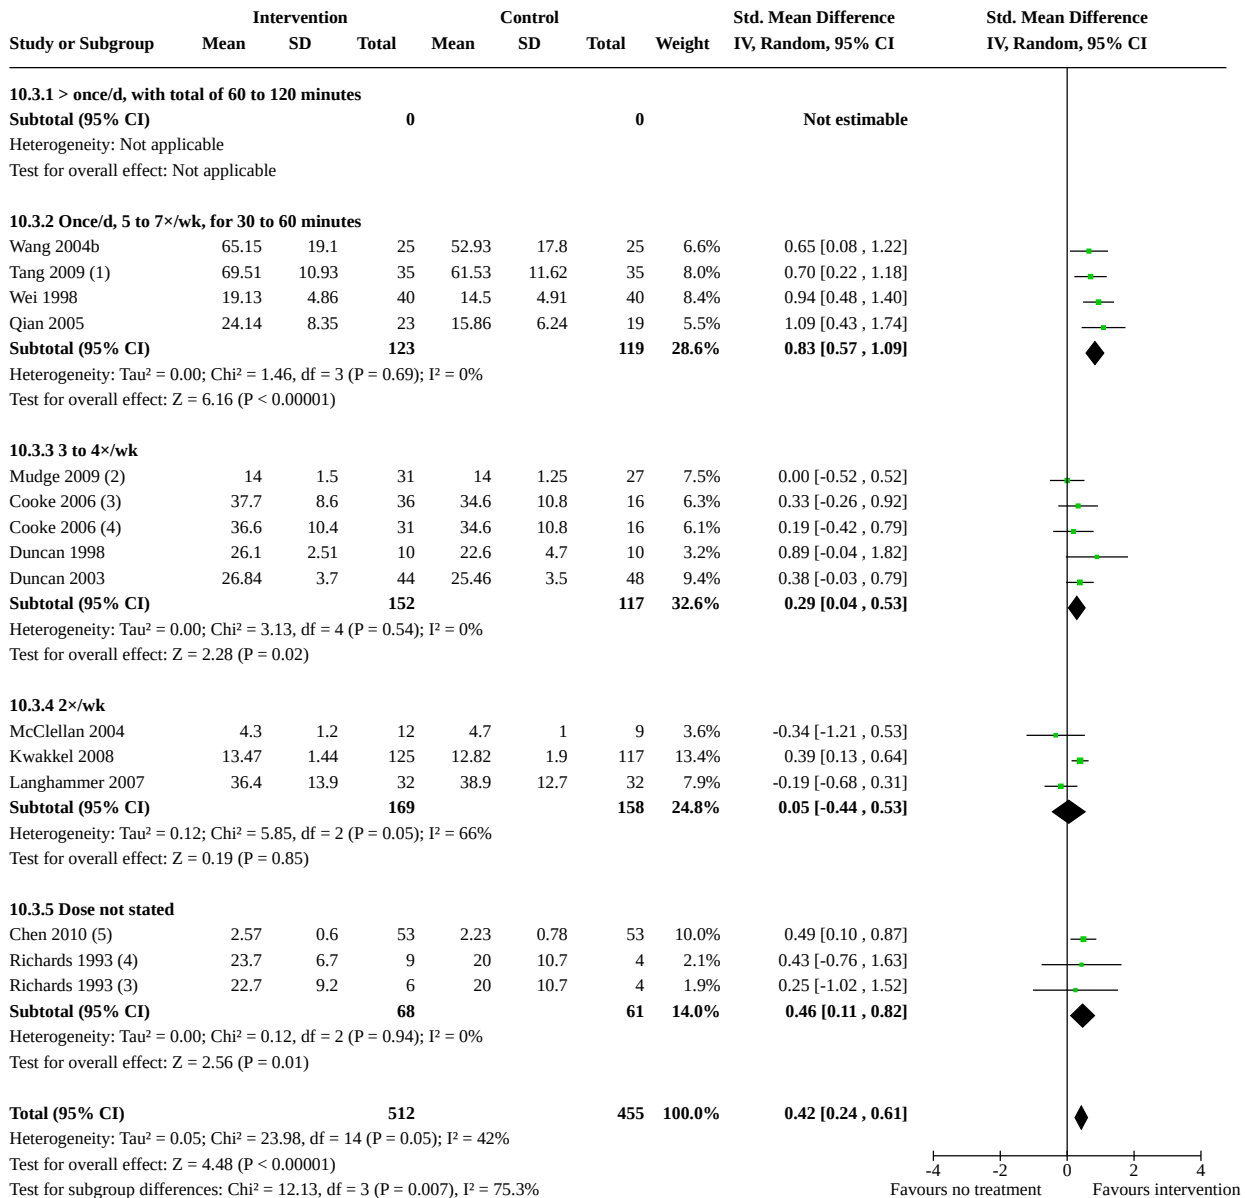 Intervention Control Std. Mean Difference Std. Mean Difference
Study or Subgroup Mean SD Total Mean SD Total Weight IV, Random, 95% CI IV, Random, 95% CI
10.3.1 > once/d, with total of 60 to 120 minutes
Subtotal (95% CI) 0 0 Not estimable
Heterogeneity: Not applicable
Test for overall effect: Not applicable
10.3.2 Once/d, 5 to 7×/wk, for 30 to 60 minutes
Wang 2004b 65.15 19.1 25 52.93 17.8 25 6.6% 0.65 [0.08 , 1.22]
Tang 2009 (1) 69.51 10.93 35 61.53 11.62 35 8.0% 0.70 [0.22 , 1.18]
Wei 1998 19.13 4.86 40 14.5 4.91 40 8.4% 0.94 [0.48 , 1.40]
Qian 2005 24.14 8.35 23 15.86 6.24 19 5.5% 1.09 [0.43 , 1.74]
Subtotal (95% CI) 123 119 28.6% 0.83 [0.57 , 1.09]
Heterogeneity: Tau² = 0.00; Chi² = 1.46, df = 3 (P = 0.69); I² = 0%
Test for overall effect: Z = 6.16 (P < 0.00001)
10.3.3 3 to 4×/wk
Mudge 2009 (2) 14 1.5 31 14 1.25 27 7.5% 0.00 [-0.52 , 0.52]
Cooke 2006 (3) 37.7 8.6 36 34.6 10.8 16 6.3% 0.33 [-0.26 , 0.92]
Cooke 2006 (4) 36.6 10.4 31 34.6 10.8 16 6.1% 0.19 [-0.42 , 0.79]
Duncan 1998 26.1 2.51 10 22.6 4.7 10 3.2% 0.89 [-0.04 , 1.82]
Duncan 2003 26.84 3.7 44 25.46 3.5 48 9.4% 0.38 [-0.03 , 0.79]
Subtotal (95% CI) 152 117 32.6% 0.29 [0.04 , 0.53]
Heterogeneity: Tau² = 0.00; Chi² = 3.13, df = 4 (P = 0.54); I² = 0%
Test for overall effect: Z = 2.28 (P = 0.02)
10.3.4 2×/wk
McClellan 2004 4.3 1.2 12 4.7 1 9 3.6% -0.34 [-1.21 , 0.53]
Kwakkel 2008 13.47 1.44 125 12.82 1.9 117 13.4% 0.39 [0.13 , 0.64]
Langhammer 2007 36.4 13.9 32 38.9 12.7 32 7.9% -0.19 [-0.68 , 0.31]
Subtotal (95% CI) 169 158 24.8% 0.05 [-0.44 , 0.53]
Heterogeneity: Tau² = 0.12; Chi² = 5.85, df = 2 (P = 0.05); I² = 66%
Test for overall effect: Z = 0.19 (P = 0.85)
10.3.5 Dose not stated
Chen 2010 (5) 2.57 0.6 53 2.23 0.78 53 10.0% 0.49 [0.10 , 0.87]
Richards 1993 (4) 23.7 6.7 9 20 10.7 4 2.1% 0.43 [-0.76 , 1.63]
Richards 1993 (3) 22.7 9.2 6 20 10.7 4 1.9% 0.25 [-1.02 , 1.52]
Subtotal (95% CI) 68 61 14.0% 0.46 [0.11 , 0.82]
Heterogeneity: Tau² = 0.00; Chi² = 0.12, df = 2 (P = 0.94); I² = 0%
Test for overall effect: Z = 2.56 (P = 0.01)
Total (95% CI) 512 455 100.0% 0.42 [0.24 , 0.61]
Heterogeneity: Tau² = 0.05; Chi² = 23.98, df = 14 (P = 0.05); I² = 42%
Test for overall effect: Z = 4.48 (P < 0.00001)
-4 -2 0 2 4
Test for subgroup differences: Chi² = 12.13, df = 3 (P = 0.007), I² = 75.3% Favours no treatment Favours intervention